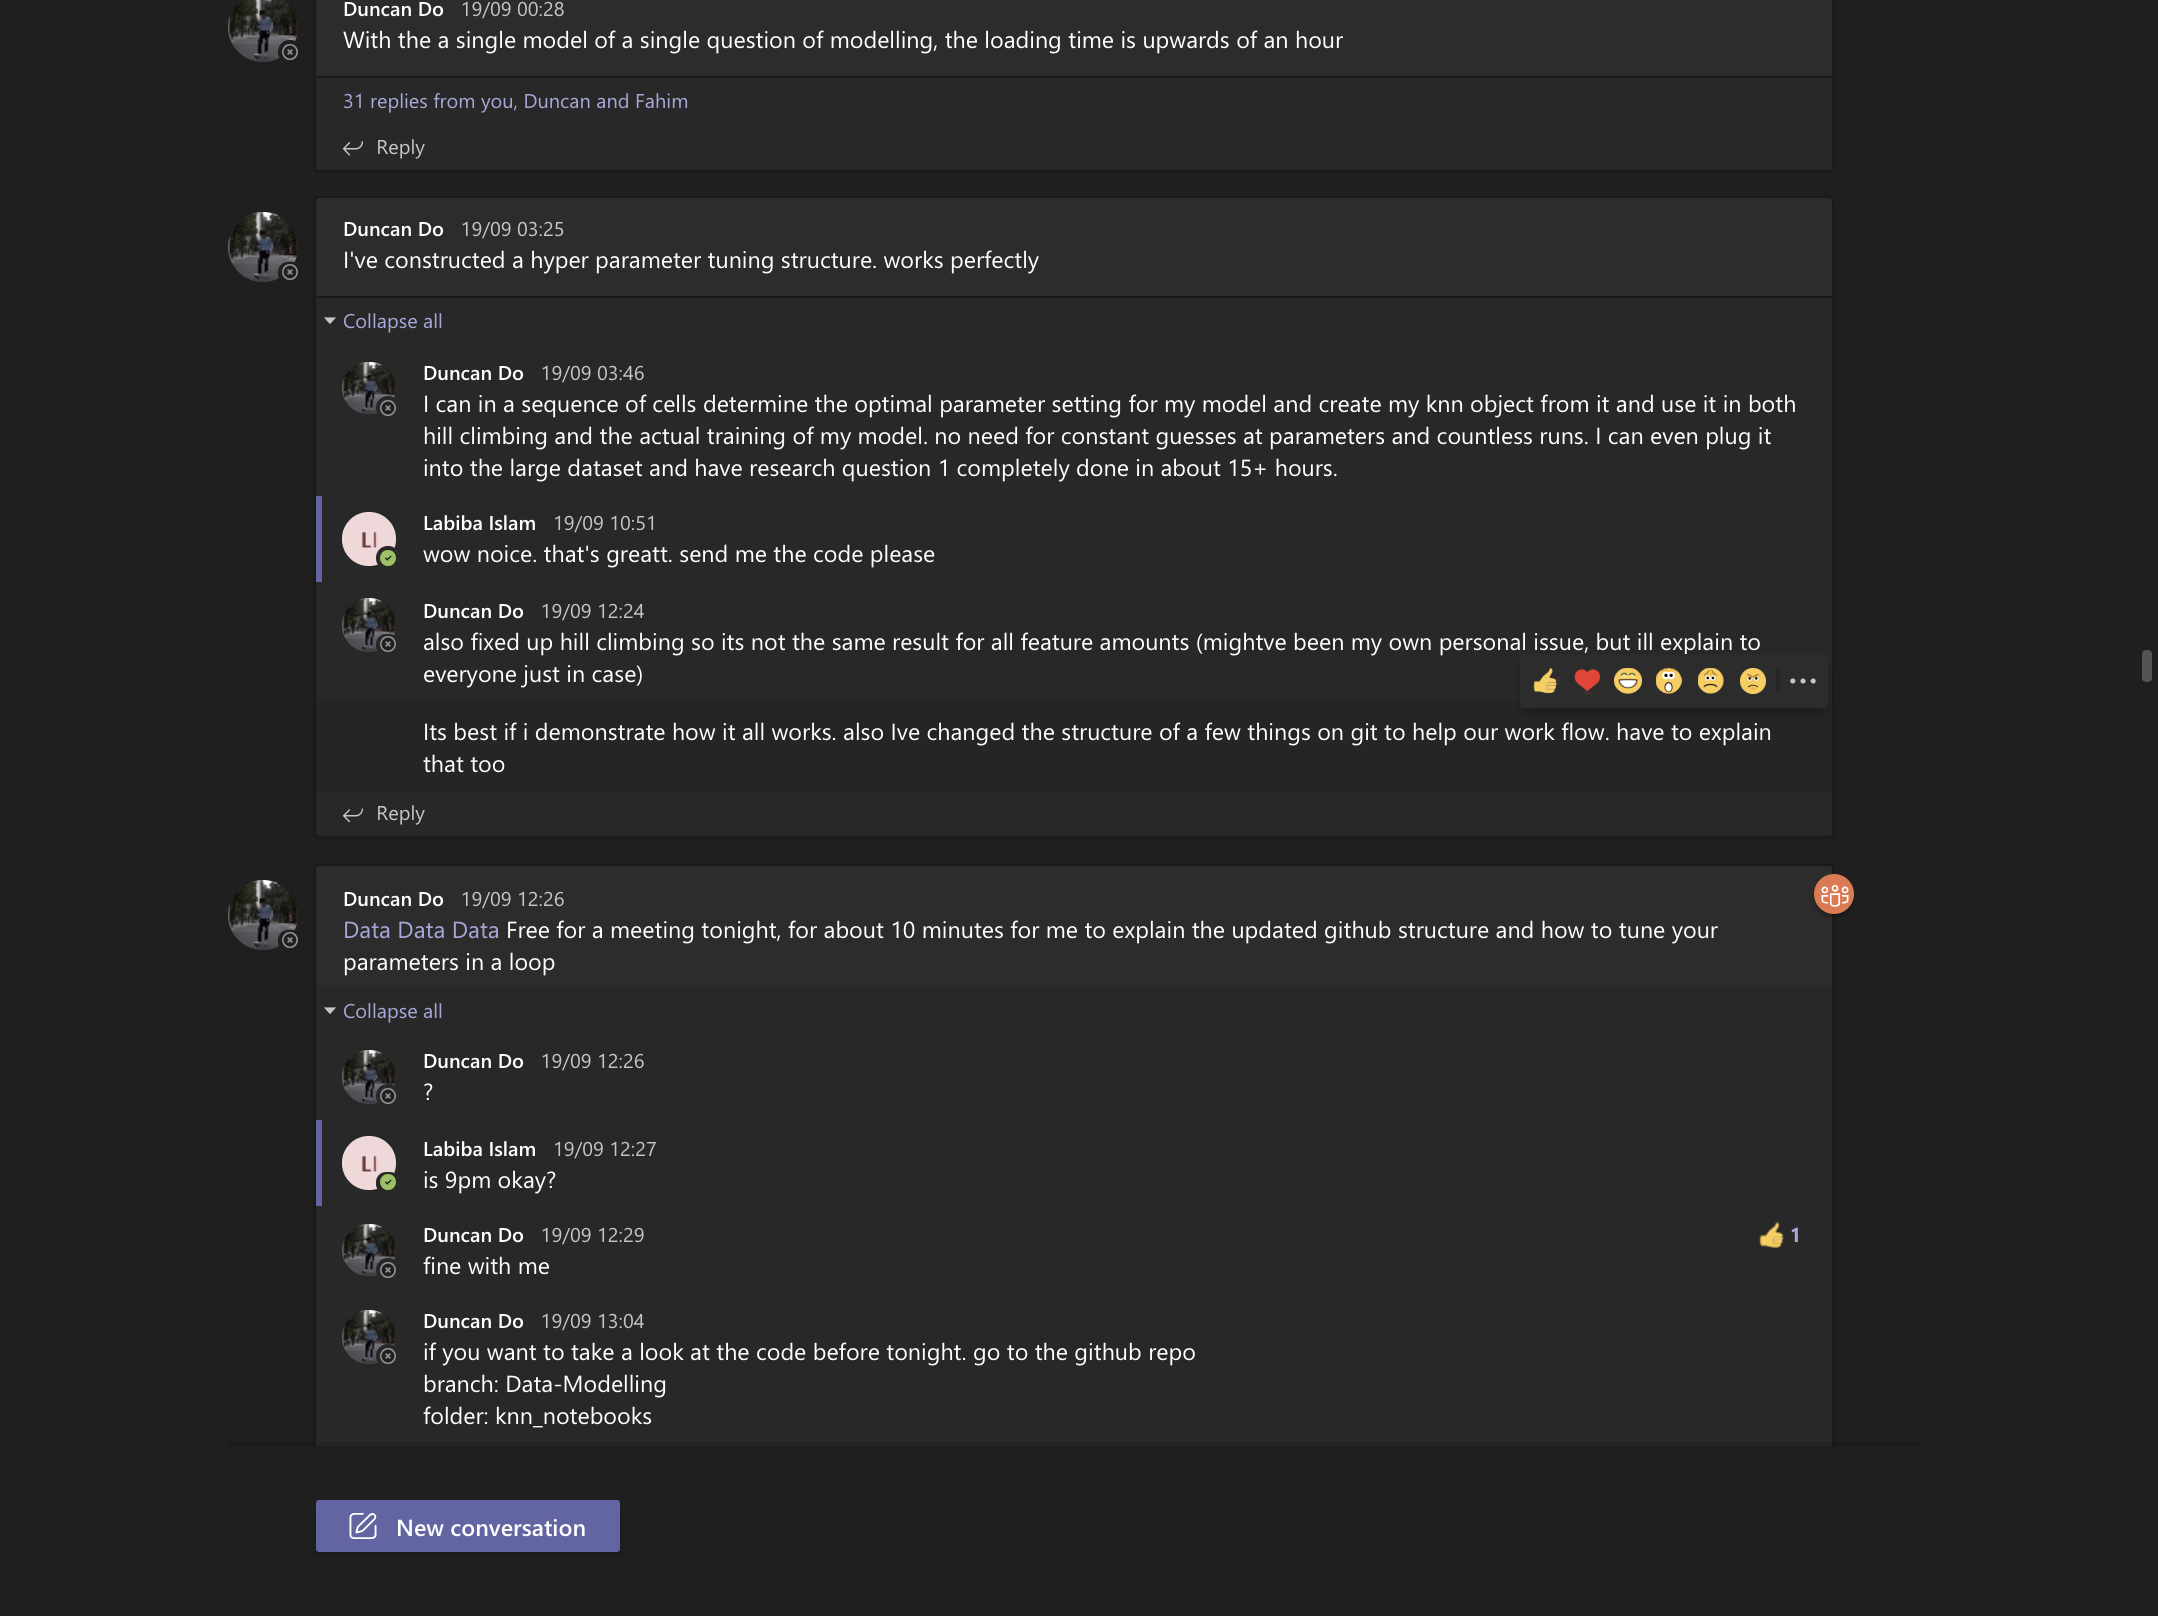 Duncan Do 19/09 00:28
With the a single model of a single question of modelling, the loading time is upwards of an hour
31 replies from you, Duncan and Fahim
Reply
Duncan Do 19/09 03:25
I've constructed a hyper parameter tuning structure. works perfectly
Collapse all
Duncan Do 19/09 03:46
I can in a sequence of cells determine the optimal parameter setting for my model and create my knn object from it and use it in both
hill climbing and the actual training of my model. no need for constant guesses at parameters and countless runs. I can even plug it
into the large dataset and have research question 1 completely done in about 15+ hours.
LI
Labiba Islam 19/09 10:51
wow noice. that's greatt. send me the code please
Duncan Do 19/09 12:24
also fixed up hill climbing so its not the same result for all feature amounts (mightve been my own personal issue, but ill explain to
everyone just in case)
Its best if i demonstrate how it all works. also Ive changed the structure of a few things on git to help our work flow. have to explain
that too
Reply
Duncan Do 19/09 12:26
Data Data Data Free for a meeting tonight, for about 10 minutes for me to explain the updated github structure and how to tune your
parameters in a loop
Collapse all
Duncan Do 19/09 12:26
?
LI
Labiba Islam 19/09 12:27
is 9pm okay?
Duncan Do 19/09 12:29
1
fine with me
Duncan Do 19/09 13:04
if you want to take a look at the code before tonight. go to the github repo
branch: Data-Modelling
folder: knn_notebooks
New conversation